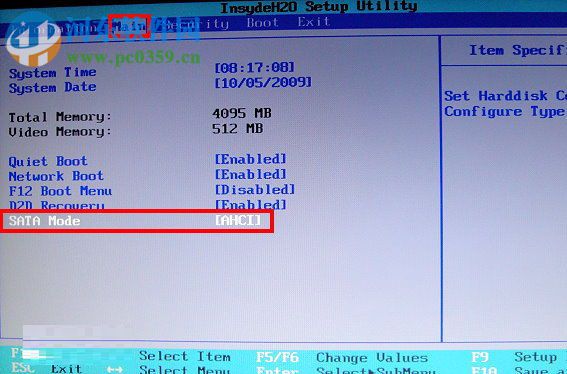 InsydeH20 Setup Utility
Main Security Boot Exit
www.pc0359.cn
Item Specif
System Time [08:17:08]
System Date [10/05/2009]
Set Harddisk Co
Configure Type
Total Memory: 4095 MB
Video Memory: 512 MB
Quiet Boot [Enabled]
Network Boot [Enabled]
F12 Boot Menu [Disabled]
D2D Recovery [Enabled]
SATA Mode [AHCI]
Select Item F5/F6 Change Values F9 Setup
ESC Exit ↔ Select Menu Enter Select▸SubMenu F10 Save a